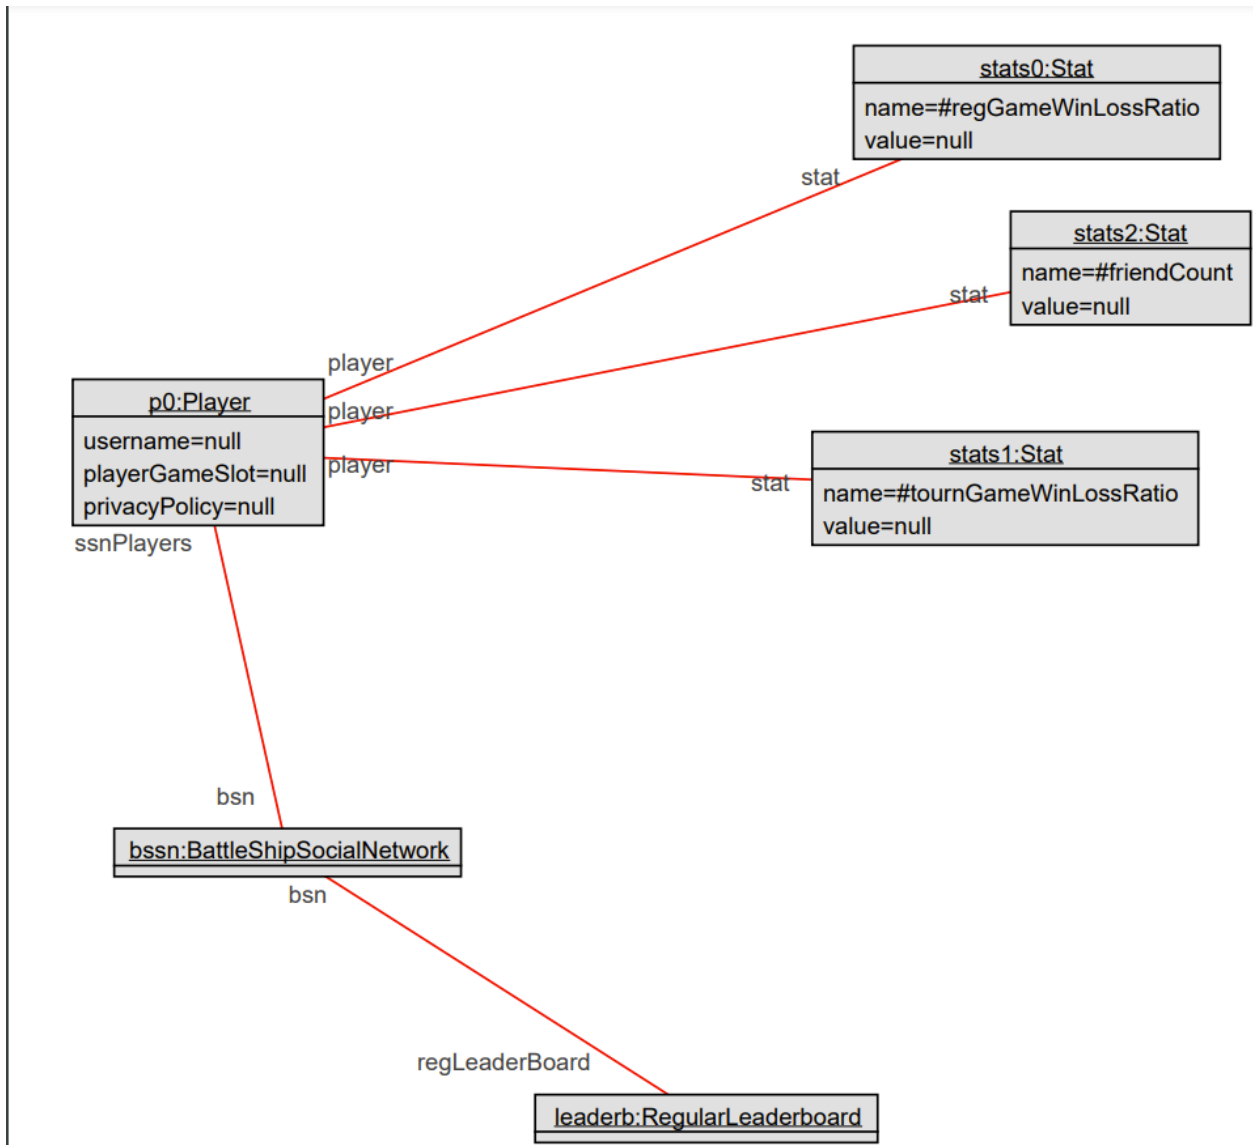 stats0:Stat
name=#regGameWinLossRatio
value=null
stat
stats2:Stat
name=#friendCount
value=null
stat
player
p0:Player
username=null
playerGameSlot=null
privacyPolicy=null
player
player
stats1:Stat
name=#tournGameWinLossRatio
value=null
stat
ssnPlayers
bsn
bssn:BattleShipSocialNetwork
bsn
regLeaderBoard
leaderb:RegularLeaderboard